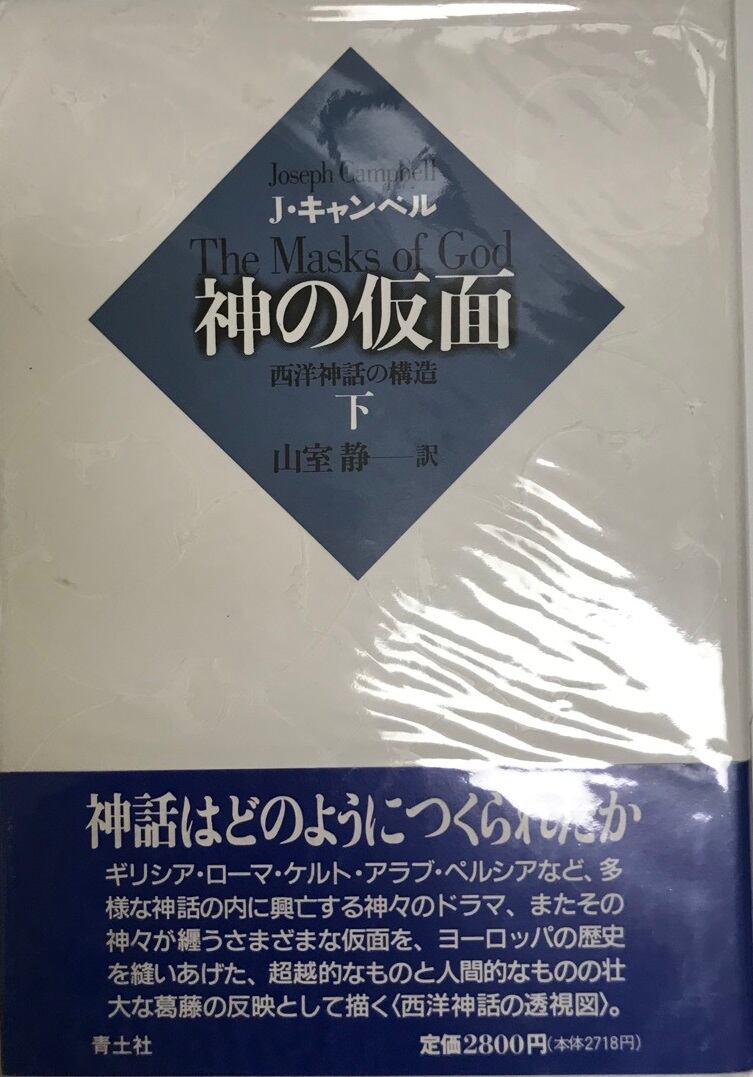 Joseph Campbell
J・キャンベル
The Masks of God
神の仮面
西洋神話の構造
下
山室 静──訳
神話はどのようにつくられたか
ギリシア・ローマ・ケルト・アラブ・ペルシアなど、多
様な神話の内に興亡する神々のドラマ、またその
神々が纏うさまざまな仮面を、ヨーロッパの歴史
を縫いあげた、超越的なものと人間的なものの壮
大な葛藤の反映として描く〈西洋神話の透視図〉。
青土社
定価2800円(本体2718円)